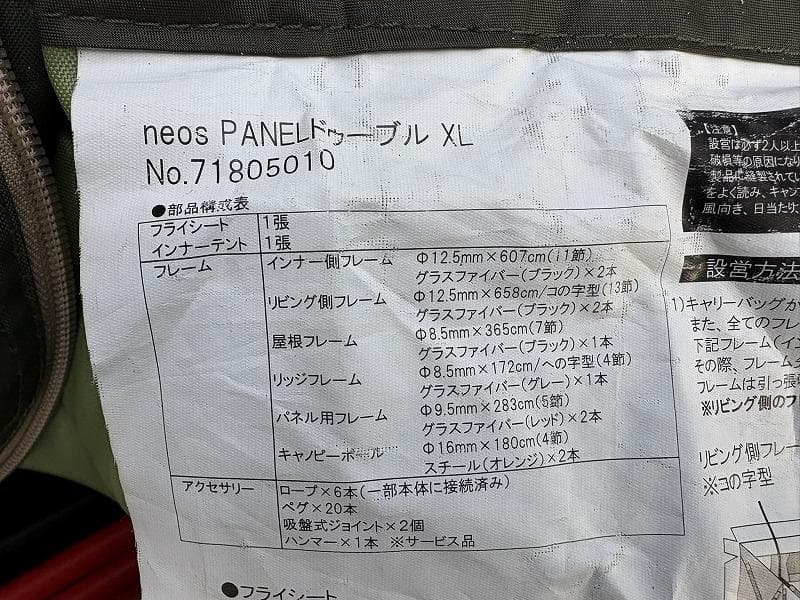 neos PANELドゥーブル XL
No.71805010
●部品構成表
フライシート 1張
インナーテント 1張
フレーム インナー側フレーム Φ12.5mm×607cm(11節)
グラスファイバー(ブラック)×2本
リビング側フレーム Φ12.5mm×658cm/コの字型(13節)
グラスファイバー(ブラック)×2本
屋根フレーム Φ8.5mm×365cm(7節)
グラスファイバー(ブラック)×1本
リッジフレーム Φ8.5mm×172cm/への字型(4節)
グラスファイバー(グレー)×1本
パネル用フレーム Φ9.5mm×283cm(5節)
グラスファイバー(レッド)×2本
キャノピーポール Φ16mm×180cm(4節)
スチール(オレンジ)×2本
アクセサリー ロープ×6本(一部本体に接続済み)
ペグ×20本
吸盤式ジョイント×2個
ハンマー×1本 ※サービス品
●フライシート
【注意】
設営は必ず2人以上
破損等の原因になり
製品に縫製されてい
をよく読み、キャン
風向き、日当たり、
設営方法
1)キャリーバッグか
また、全てのフレ
下記フレーム(イン
その際、フレーム
フレームは引っ張
※リビング側のフ
リビング側フレー
※コの字型